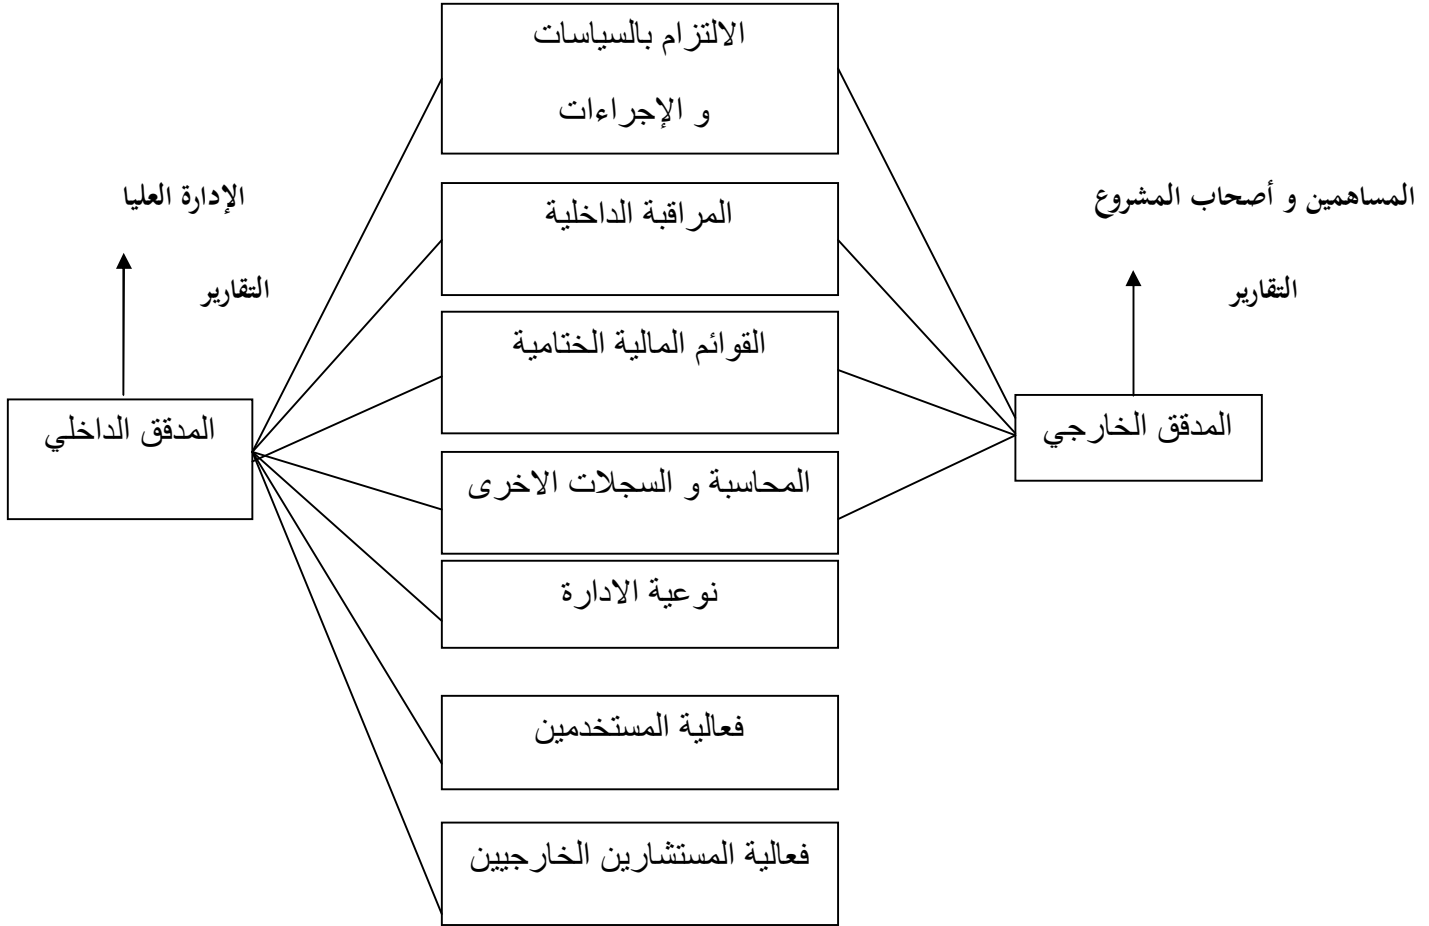 الالتزام بالسياسات
و الإجراءات
المساهمين و أصحاب المشروع
الإدارة العليا
المراقبة الداخلية
التقارير
التقارير
القوائم المالية الختامية
المدقق الخارجي
المدقق الداخلي
المحاسبة و السجلات الاخرى
نوعية الادارة
فعالية المستخدمين
فعالية المستشارين الخارجيين